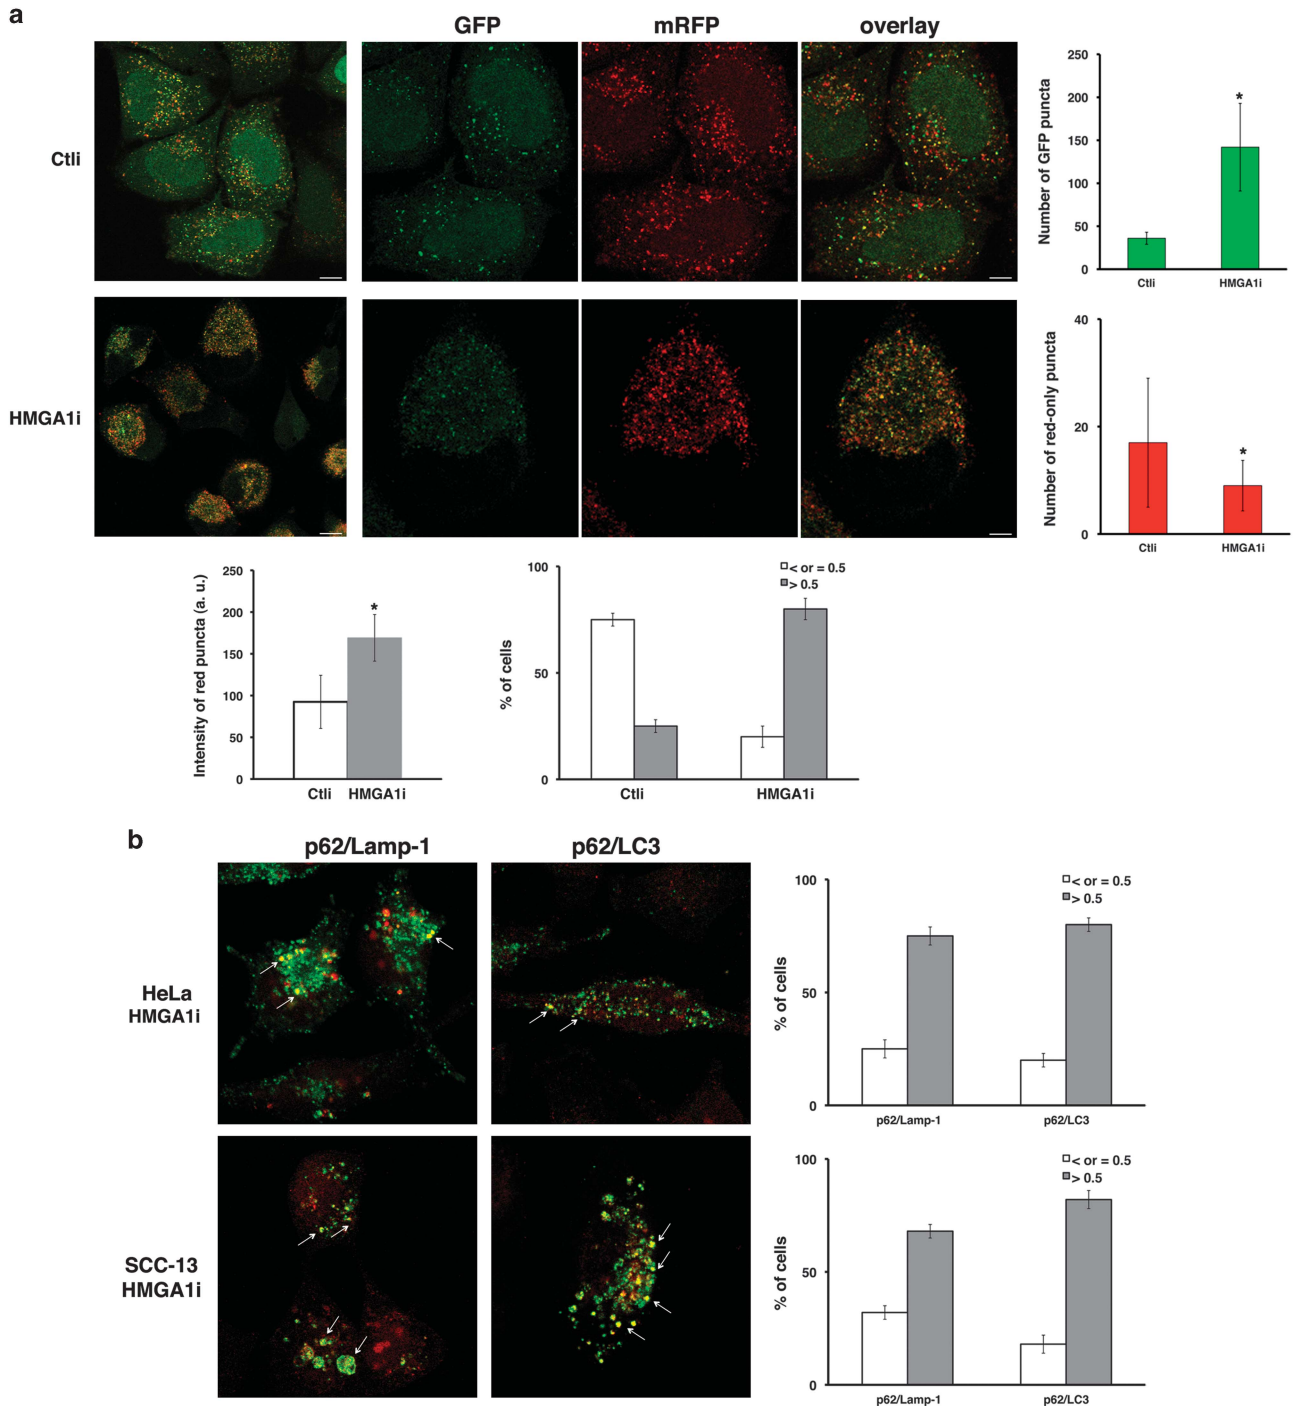 a
GFP
mRFP
overlay
Ctli
HMGA1i
Number of GFP puncta
250
200
150
100
50
0
*
Ctli
HMGA1i
Number of red-only puncta
40
20
0
*
Ctli
HMGA1i
Intensity of red puncta (a. u.)
250
200
150
100
50
0
*
Ctli
HMGA1i
% of cells
100
50
0
< or = 0.5
> 0.5
Ctli
HMGA1i
b
p62/Lamp-1
p62/LC3
HeLa
HMGA1i
% of cells
100
50
0
< or = 0.5
> 0.5
p62/Lamp-1
p62/LC3
SCC-13
HMGA1i
% of cells
100
50
0
< or = 0.5
> 0.5
p62/Lamp-1
p62/LC3